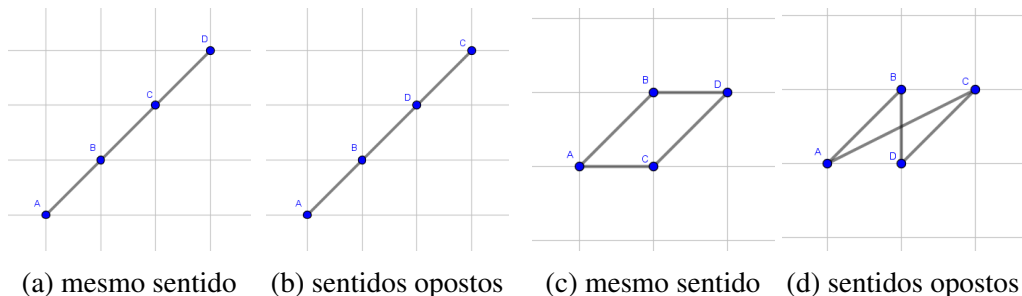 D
C
B
A
C
D
B
A
B
D
A
C
B
C
A
D
(a) mesmo sentido
(b) sentidos opostos
(c) mesmo sentido
(d) sentidos opostos